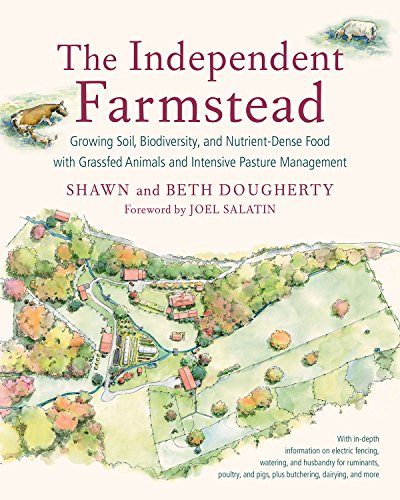 The Independent
Farmstead
Growing Soil, Biodiversity, and Nutrient-Dense Food
with Grassfed Animals and Intensive Pasture Management
SHAWN and BETH DOUGHERTY
Foreword by JOEL SALATIN
With in-depth
information on electric fencing,
watering, and husbandry for ruminants,
poultry, and pigs, plus butchering, dairying, and more